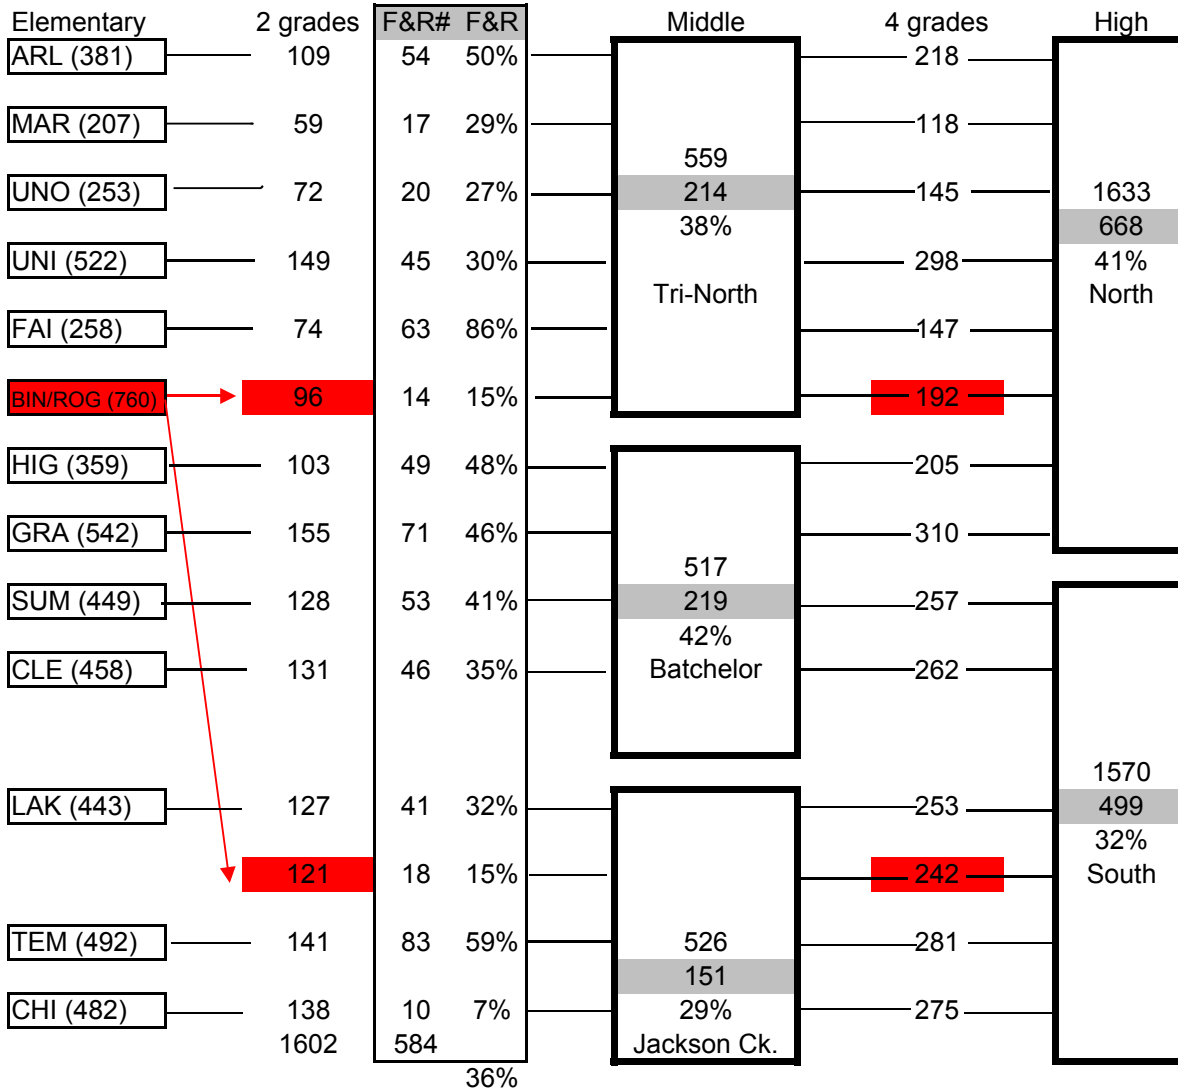 Elementary 2 grades F&R# F&R Middle 4 grades High
ARL (381) 109 54 50% 218
MAR (207) 59 17 29% 118
559
UNO (253) 72 20 27% 214 145 1633
38% 668
UNI (522) 149 45 30% 298 41%
Tri-North North
FAI (258) 74 63 86% 147
BIN/ROG (760) 96 14 15% 192
HIG (359) 103 49 48% 205
GRA (542) 155 71 46% 310
517
SUM (449) 128 53 41% 219 257
42%
CLE (458) 131 46 35% Batchelor 262
1570
LAK (443) 127 41 32% 253 499
32%
121 18 15% 242 South
TEM (492) 141 83 59% 526 281
151
CHI (482) 138 10 7% 29% 275
1602 584 Jackson Ck.
36%